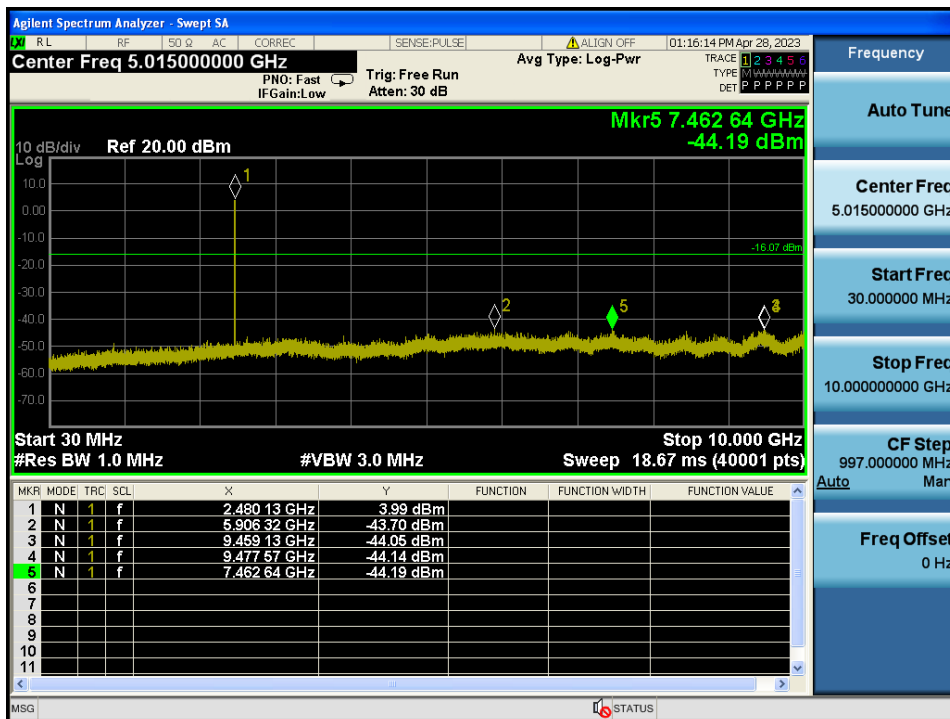 Agilent Spectrum Analyzer - Swept SA
LXI RL RF 50 Ω AC CORREC SENSE:PULSE ALIGN OFF 01:16:14 PM Apr 28, 2023
Center Freq 5.015000000 GHz
PNO: Fast
IFGain:Low
Trig: Free Run
Atten: 30 dB
Avg Type: Log-Pwr
TRACE 1 2 3 4 5 6
TYPE M WWWWW
DET P P P P P P
Mkr5 7.462 64 GHz
-44.19 dBm
10 dB/div Ref 20.00 dBm
Log
10.0
0.00
-10.0
-20.0
-30.0
-40.0
-50.0
-60.0
-70.0
1
-16.07 dBm
2
5
Start 30 MHz Stop 10.000 GHz
#Res BW 1.0 MHz #VBW 3.0 MHz Sweep 18.67 ms (40001 pts)
MKR MODE TRC SCL X Y FUNCTION FUNCTION WIDTH FUNCTION VALUE
1 N 1 f 2.480 13 GHz 3.99 dBm
2 N 1 f 5.906 32 GHz -43.70 dBm
3 N 1 f 9.459 13 GHz -44.05 dBm
4 N 1 f 9.477 57 GHz -44.14 dBm
5 N 1 f 7.462 64 GHz -44.19 dBm
6
7
8
9
10
11
MSG STATUS
Frequency
Auto Tune
Center Freq
5.015000000 GHz
Start Freq
30.000000 MHz
Stop Freq
10.000000000 GHz
CF Step
997.000000 MHz
Auto Man
Freq Offset
0 Hz